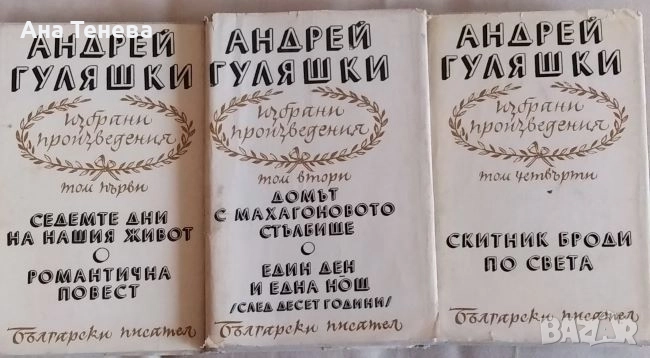 Ана Тенева
АНДРЕЙ
ГУЛЯШКИ
избрани
произведения
том първи
СЕДЕМТЕ ДНИ
НА НАШИЯ ЖИВОТ
РОМАНТИЧНА
ПОВЕСТ
Български писател
АНДРЕЙ
ГУЛЯШКИ
избрани
произведения
том втори
ДОМЪТ
С МАХАГОНОВОТО
СТЪЛБИЩЕ
ЕДИН ДЕН
И ЕДНА НОЩ
/СЛЕД ДЕСЕТ ГОДИНИ/
Български писател
АНДРЕЙ
ГУЛЯШКИ
избрани
произведения
том четвърти
СКИТНИК БРОДИ
ПО СВЕТА
Български писател
BAZAR